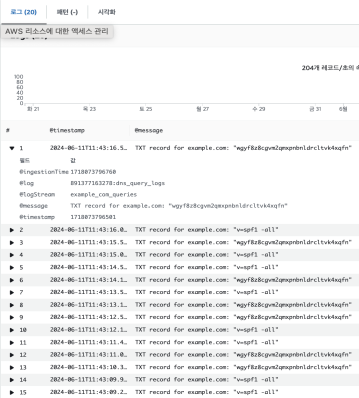 로그 (20) 패턴 (-) 시각화
AWS 리소스에 대한 액세스 관리
204개 레코드/초의 속
100
80
60
40
20
0
화 21 목 23 토 25 월 27 수 29 금 31 6월
# @timestamp @message
▼ 1 2024-06-11T11:43:16.5… TXT record for example.com: "wgyf8z8cgvm2qmxpnbnldrcltvk4xqfn"
필드 값
@ingestionTime 1718073796760
@log 891377163278:dns_query_logs
@logStream example_com_queries
@message TXT record for example.com: "wgyf8z8cgvm2qmxpnbnldrcltvk4xqfn"
@timestamp 1718073796501
▶ 2 2024-06-11T11:43:16.0… TXT record for example.com: "v=spf1 -all"
▶ 3 2024-06-11T11:43:15.5… TXT record for example.com: "wgyf8z8cgvm2qmxpnbnldrcltvk4xqfn"
▶ 4 2024-06-11T11:43:15.0… TXT record for example.com: "v=spf1 -all"
▶ 5 2024-06-11T11:43:14.5… TXT record for example.com: "v=spf1 -all"
▶ 6 2024-06-11T11:43:14.1… TXT record for example.com: "wgyf8z8cgvm2qmxpnbnldrcltvk4xqfn"
▶ 7 2024-06-11T11:43:13.5… TXT record for example.com: "v=spf1 -all"
▶ 8 2024-06-11T11:43:13.1… TXT record for example.com: "wgyf8z8cgvm2qmxpnbnldrcltvk4xqfn"
▶ 9 2024-06-11T11:43:12.5… TXT record for example.com: "wgyf8z8cgvm2qmxpnbnldrcltvk4xqfn"
▶ 10 2024-06-11T11:43:12.1… TXT record for example.com: "v=spf1 -all"
▶ 11 2024-06-11T11:43:11.4… TXT record for example.com: "v=spf1 -all"
▶ 12 2024-06-11T11:43:11.0… TXT record for example.com: "wgyf8z8cgvm2qmxpnbnldrcltvk4xqfn"
▶ 13 2024-06-11T11:43:10.3… TXT record for example.com: "wgyf8z8cgvm2qmxpnbnldrcltvk4xqfn"
▶ 14 2024-06-11T11:43:09.9… TXT record for example.com: "v=spf1 -all"
▶ 15 2024-06-11T11:43:09.2… TXT record for example.com: "v=spf1 -all"